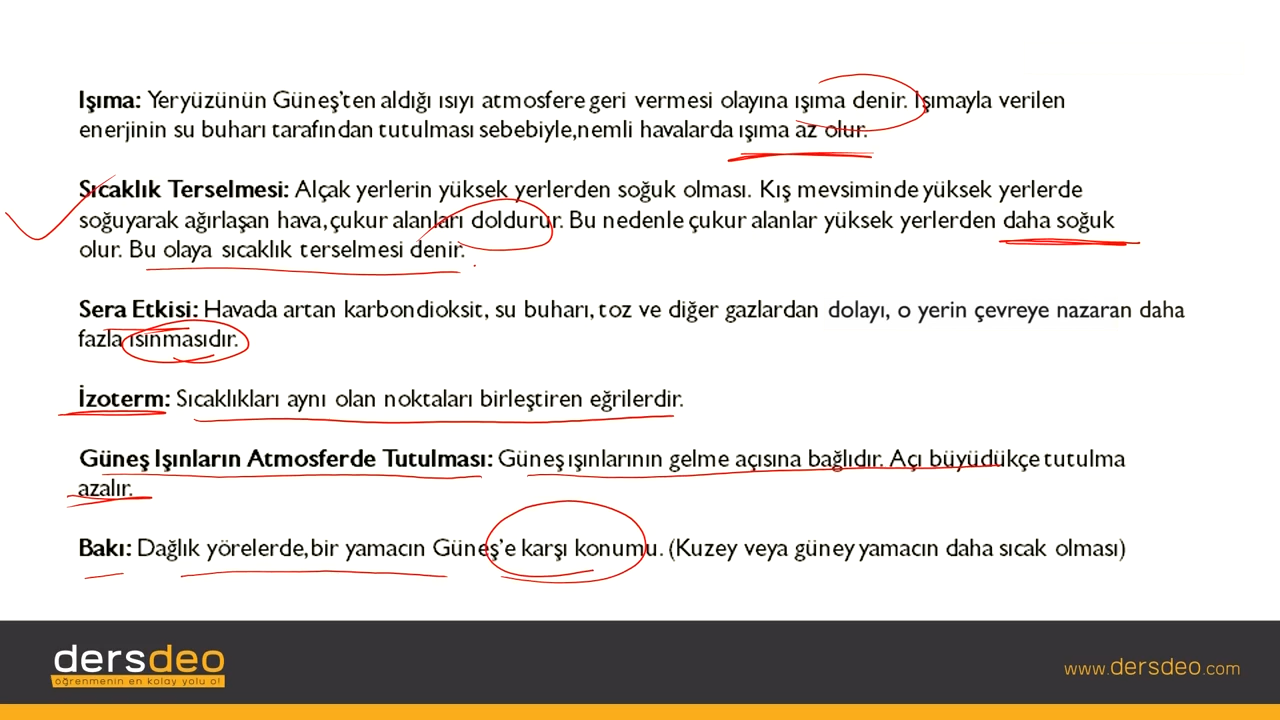 Işıma: Yeryüzünün Güneş'ten aldığı ısıyı atmosfere geri vermesi olayına ışıma denir. Işımayla verilen
enerjinin su buharı tarafından tutulması sebebiyle,nemli havalarda ışıma az olur.
Sıcaklık Terselmesi: Alçak yerlerin yüksek yerlerden soğuk olması. Kış mevsiminde yüksek yerlerde
soğuyarak ağırlaşan hava, çukur alanları doldurur. Bu nedenle çukur alanlar yüksek yerlerden daha soğuk
olur. Bu olaya sıcaklık terselmesi denir.
Sera Etkisi: Havada artan karbondioksit, su buharı, toz ve diğer gazlardan dolayı, o yerin çevreye nazaran daha
fazla ısınmasıdır.
İzoterm: Sıcaklıkları aynı olan noktaları birleştiren eğrilerdir.
Güneş Işınların Atmosferde Tutulması: Güneş ışınlarının gelme açısına bağlıdır. Açı büyüdükçe tutulma
azalır.
Bakı: Dağlık yörelerde, bir yamacın Güneş'e karşı konumu. (Kuzey veya güney yamacın daha sıcak olması)
dersdeo
öğrenmenin en kolay yolu o!
www.dersdeo.com